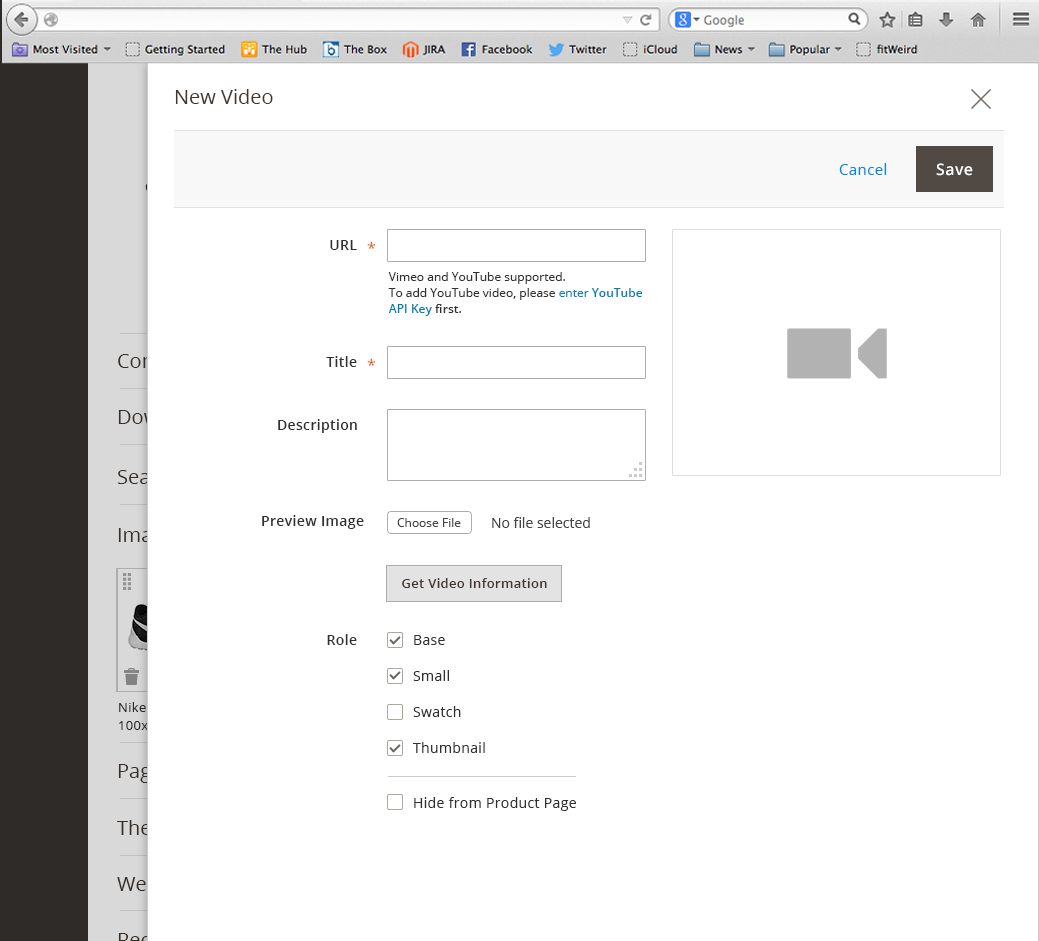 Google
Most Visited
Getting Started
The Hub
The Box
JIRA
Facebook
Twitter
iCloud
News
Popular
fitWeird
New Video
Cancel
Save
URL *
Vimeo and YouTube supported.
To add YouTube video, please enter YouTube
API Key first.
Title *
Description
Preview Image
Choose File
No file selected
Get Video Information
Role
Base
Small
Swatch
Thumbnail
Hide from Product Page
Con
Dow
Sea
Ima
Nike
100x
Pag
The
We